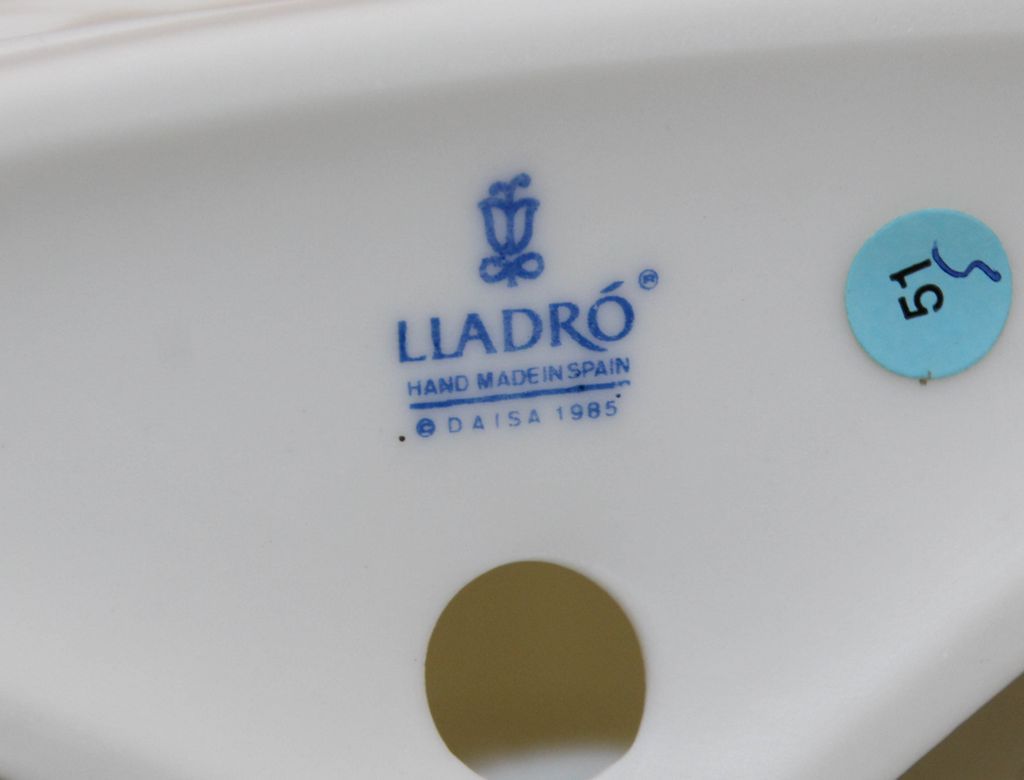 LLADRÓ®
HAND MADE IN SPAIN
© DAISA 1985
51